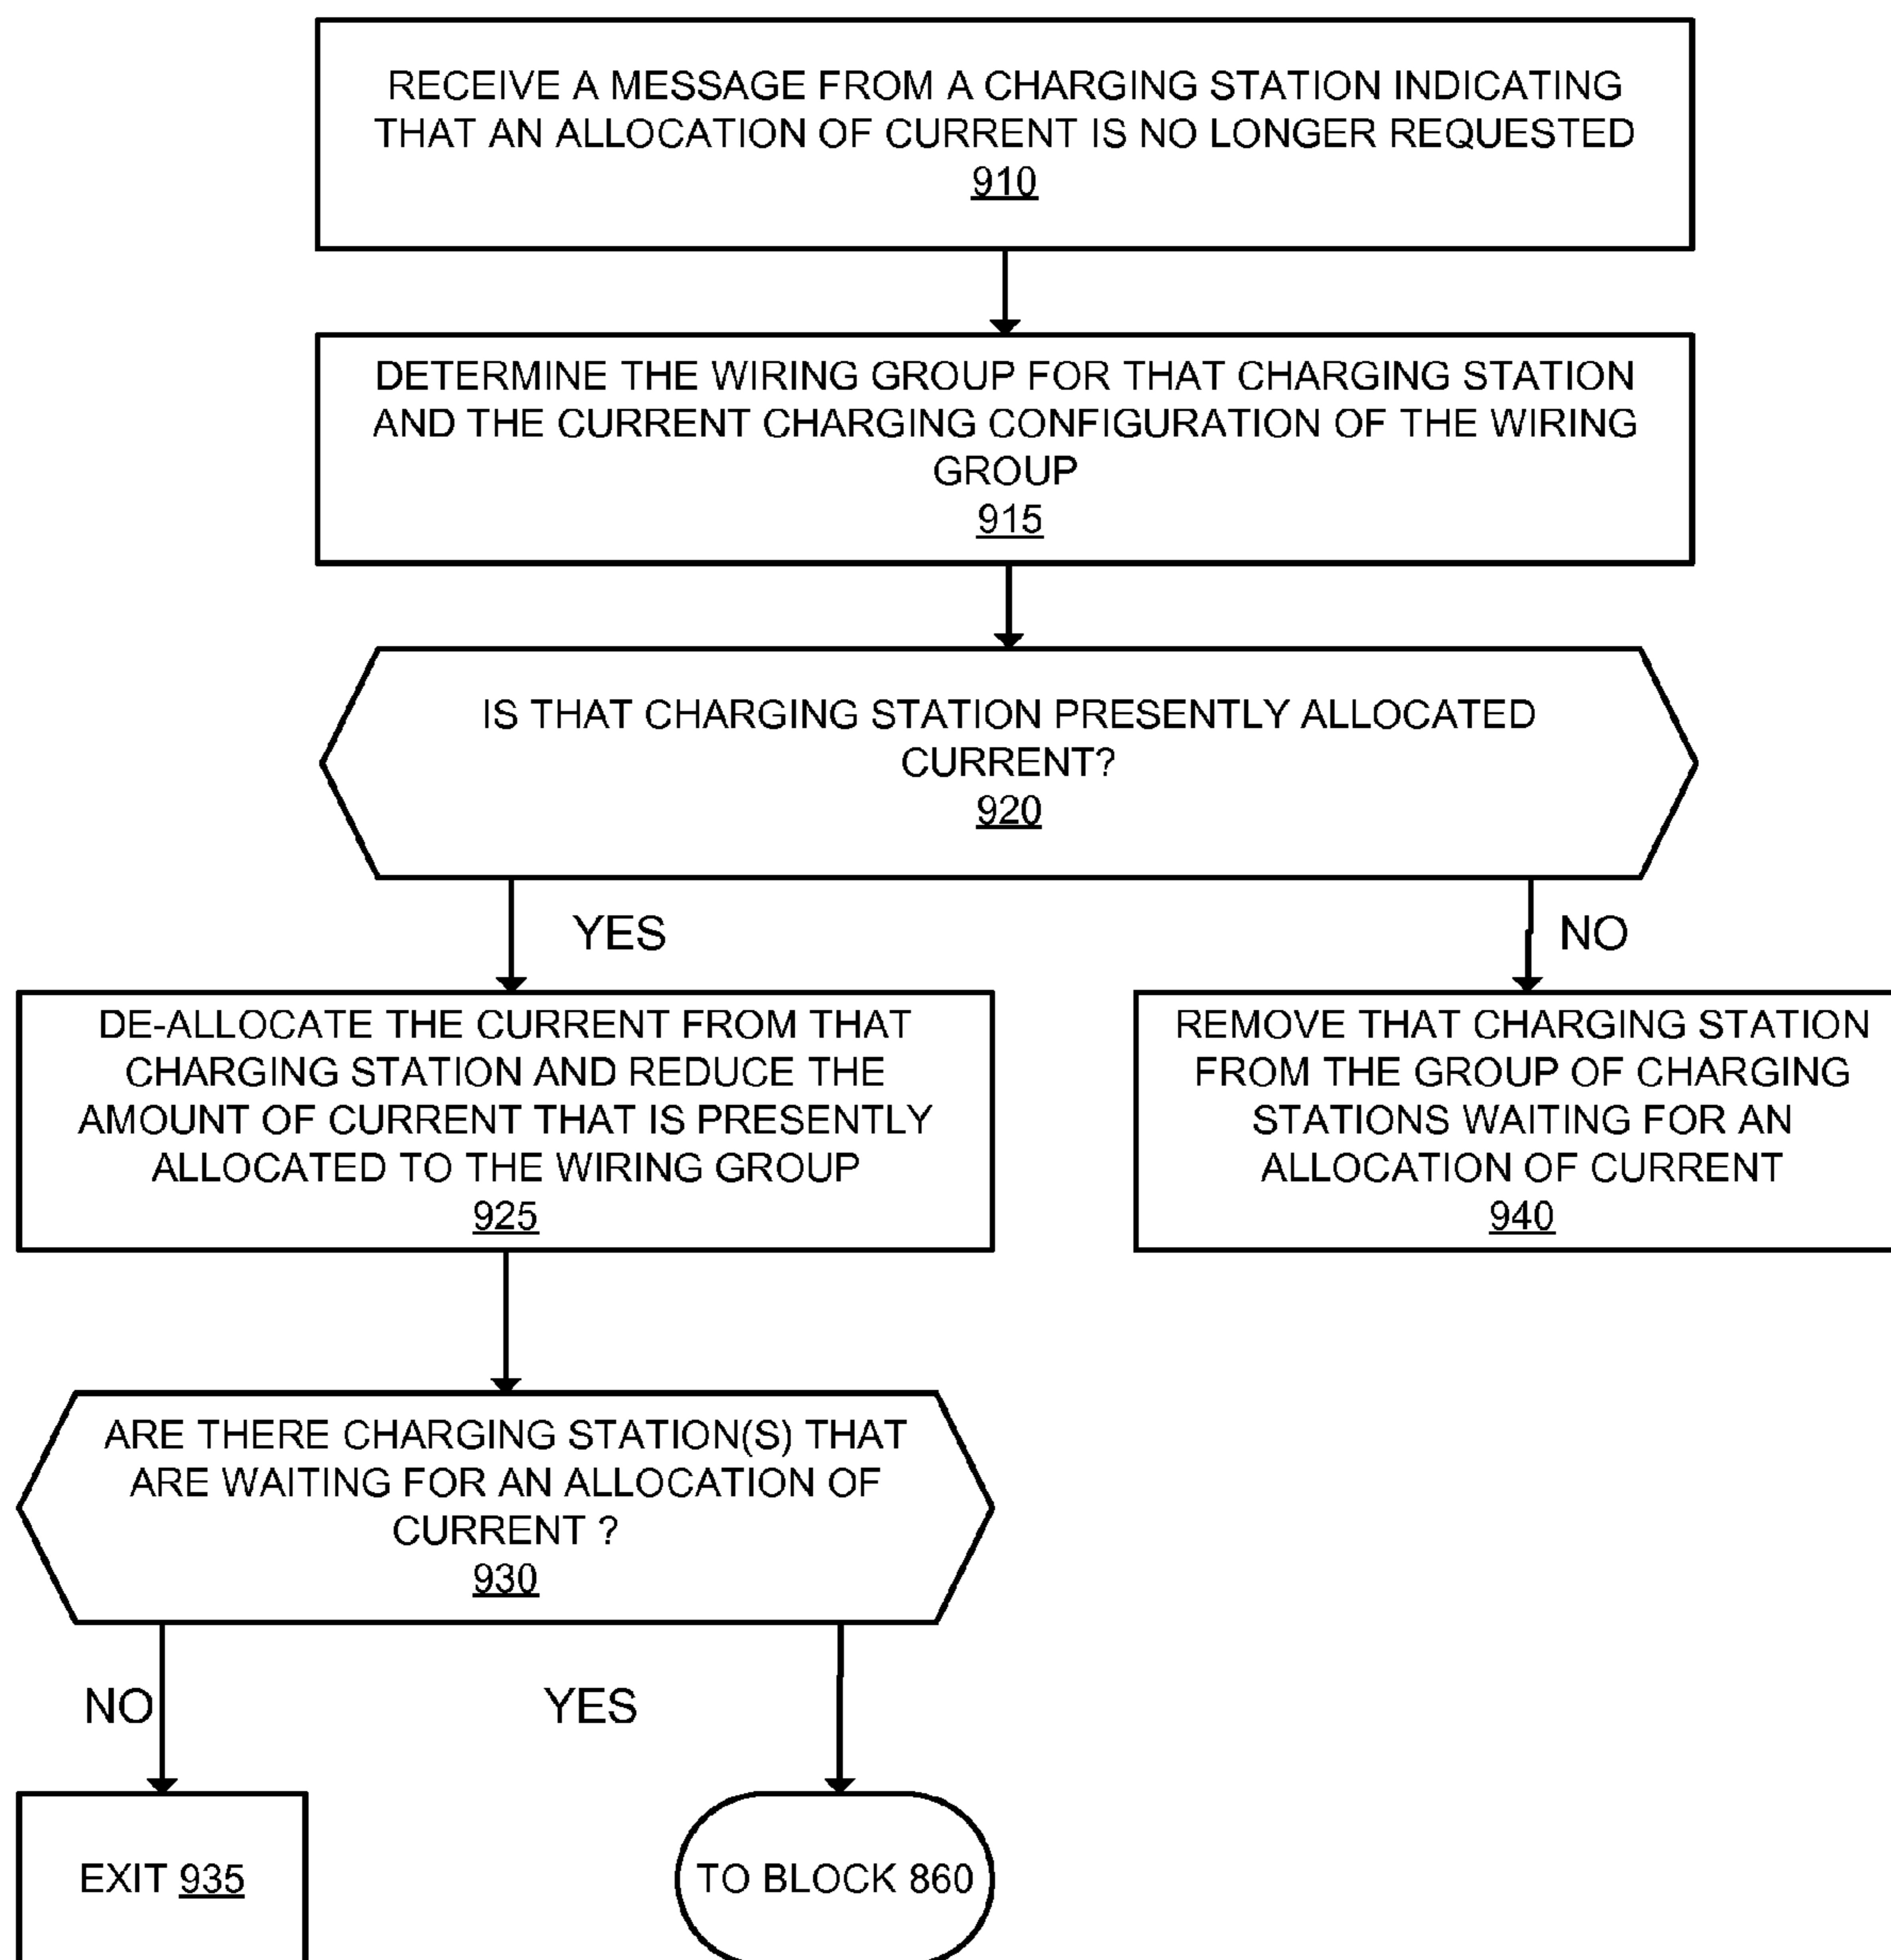 RECEIVE A MESSAGE FROM A CHARGING STATION INDICATING
THAT AN ALLOCATION OF CURRENT IS NO LONGER REQUESTED
910
DETERMINE THE WIRING GROUP FOR THAT CHARGING STATION
AND THE CURRENT CHARGING CONFIGURATION OF THE WIRING
GROUP
915
IS THAT CHARGING STATION PRESENTLY ALLOCATED
CURRENT?
920
YES
NO
DE-ALLOCATE THE CURRENT FROM THAT
CHARGING STATION AND REDUCE THE
AMOUNT OF CURRENT THAT IS PRESENTLY
ALLOCATED TO THE WIRING GROUP
925
REMOVE THAT CHARGING STATION
FROM THE GROUP OF CHARGING
STATIONS WAITING FOR AN
ALLOCATION OF CURRENT
940
ARE THERE CHARGING STATION(S) THAT
ARE WAITING FOR AN ALLOCATION OF
CURRENT ?
930
NO
YES
EXIT 935
TO BLOCK 860